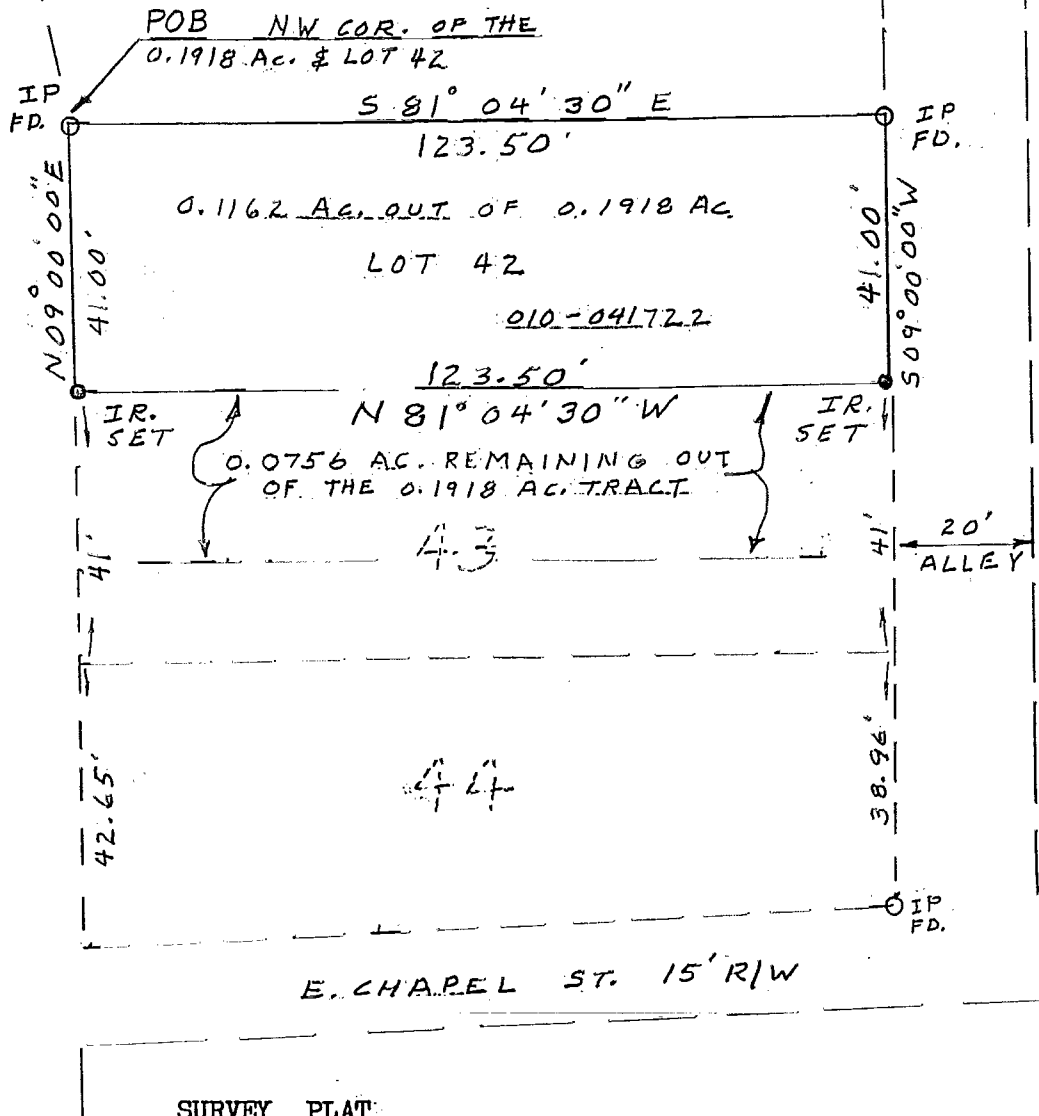 POB NW COR. OF THE
0.1918 Ac. & LOT 42
IP
FD.
S 81° 04' 30" E
123.50'
IP
FD.
N09°00'00"E
41.00'
0.1162 AC. OUT OF 0.1918 AC.
LOT 42
010-041722
41.00'
S09°00'00"W
123.50'
N 81° 04' 30" W
IR.
SET
IR.
SET
0.0756 AC. REMAINING OUT
OF THE 0.1918 AC. TRACT
43
41'
41'
20'
ALLEY
44
42.65'
38.96'
IP
FD.
E. CHAPEL ST. 15' R/W
SURVEY PLAT